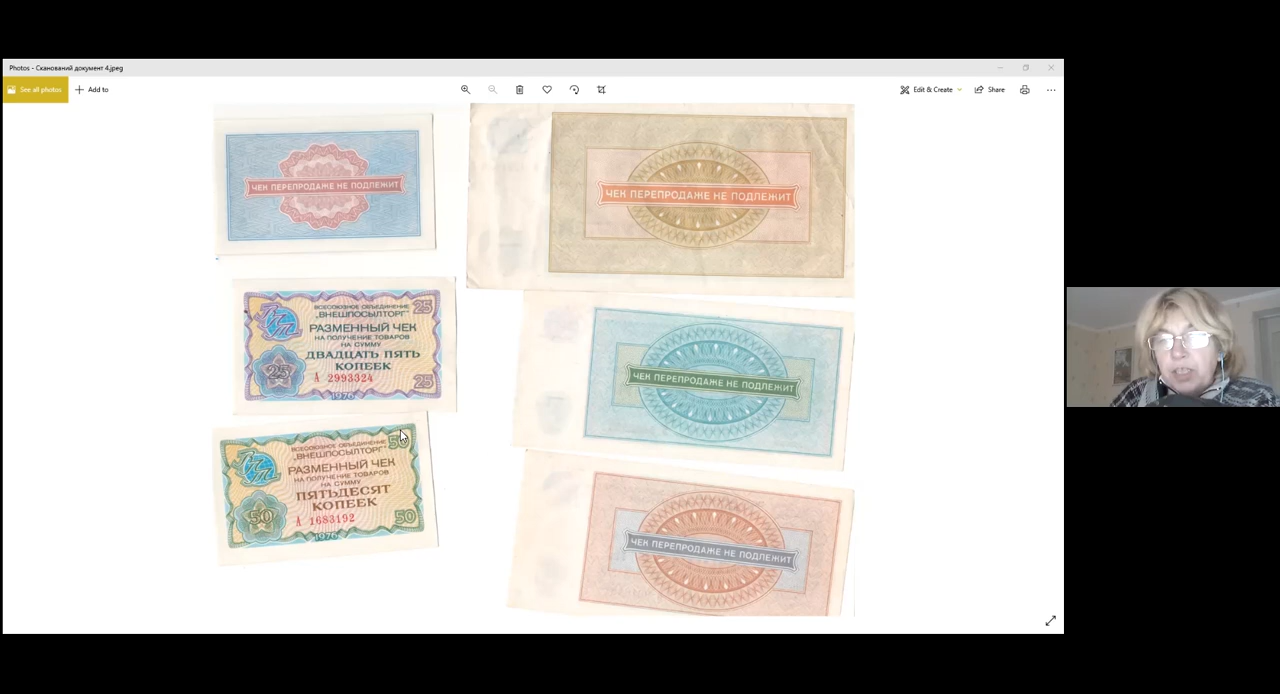 Photos - Сканований документ 4.jpeg
See all photos
Add to
Edit & Create
Share
ЧЕК ПЕРЕПРОДАЖЕ НЕ ПОДЛЕЖИТ
ЧЕК ПЕРЕПРОДАЖЕ НЕ ПОДЛЕЖИТ
ВСЕСОЮЗНОЕ ОБЪЕДИНЕНИЕ
25
„ВНЕШПОСЫЛТОРГ"
РАЗМЕННЫЙ ЧЕК
НА ПОЛУЧЕНИЕ ТОВАРОВ
НА СУММУ
ДВАДЦАТЬ ПЯТЬ
КОПЕЕК
25
А 2993324
25
1976
ЧЕК ПЕРЕПРОДАЖЕ НЕ ПОДЛЕЖИТ
ВСЕСОЮЗНОЕ ОБЪЕДИНЕНИЕ
50
„ВНЕШПОСЫЛТОРГ"
РАЗМЕННЫЙ ЧЕК
НА ПОЛУЧЕНИЕ ТОВАРОВ
НА СУММУ
ПЯТЬДЕСЯТ
КОПЕЕК
50
А 1683192
50
1976
ЧЕК ПЕРЕПРОДАЖЕ НЕ ПОДЛЕЖИТ